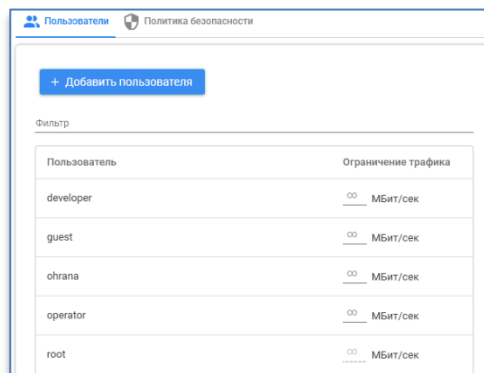 Пользователи Политика безопасности
+ Добавить пользователя
Фильтр
Пользователь Ограничение трафика
developer ∞ МБит/сек
guest ∞ МБит/сек
ohrana ∞ МБит/сек
operator ∞ МБит/сек
root ∞ МБит/сек